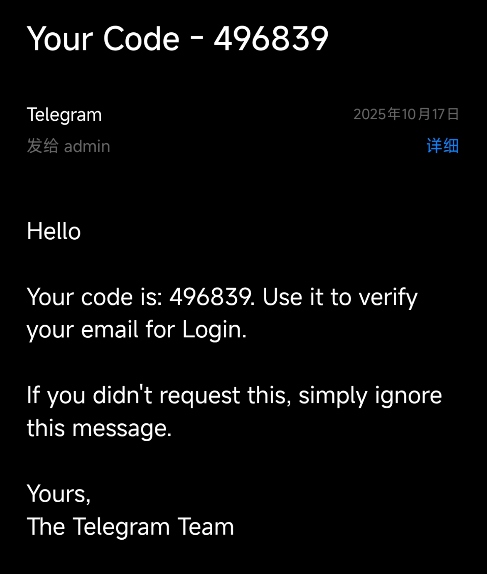 Your Code - 496839
Telegram
2025年10月17日
发给 admin
详细
Hello
Your code is: 496839. Use it to verify
your email for Login.
If you didn't request this, simply ignore
this message.
Yours,
The Telegram Team